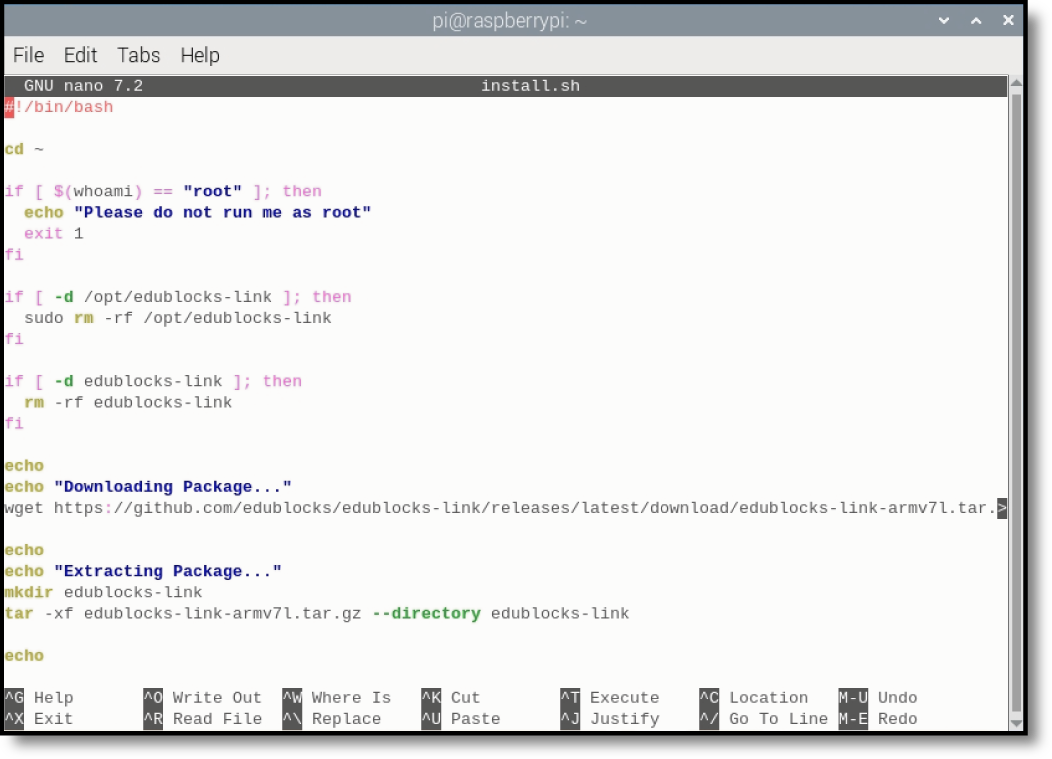 pi@raspberrypi: ~
File Edit Tabs Help
GNU nano 7.2 install.sh
#!/bin/bash
cd ~
if [ $(whoami) == "root" ]; then
  echo "Please do not run me as root"
  exit 1
fi
if [ -d /opt/edublocks-link ]; then
  sudo rm -rf /opt/edublocks-link
fi
if [ -d edublocks-link ]; then
  rm -rf edublocks-link
fi
echo
echo "Downloading Package..."
wget https://github.com/edublocks/edublocks-link/releases/latest/download/edublocks-link-armv7l.tar.>
echo
echo "Extracting Package..."
mkdir edublocks-link
tar -xf edublocks-link-armv7l.tar.gz --directory edublocks-link
echo
^G Help ^O Write Out ^W Where Is ^K Cut ^T Execute ^C Location M-U Undo
^X Exit ^R Read File ^\ Replace ^U Paste ^J Justify ^/ Go To Line M-E Redo